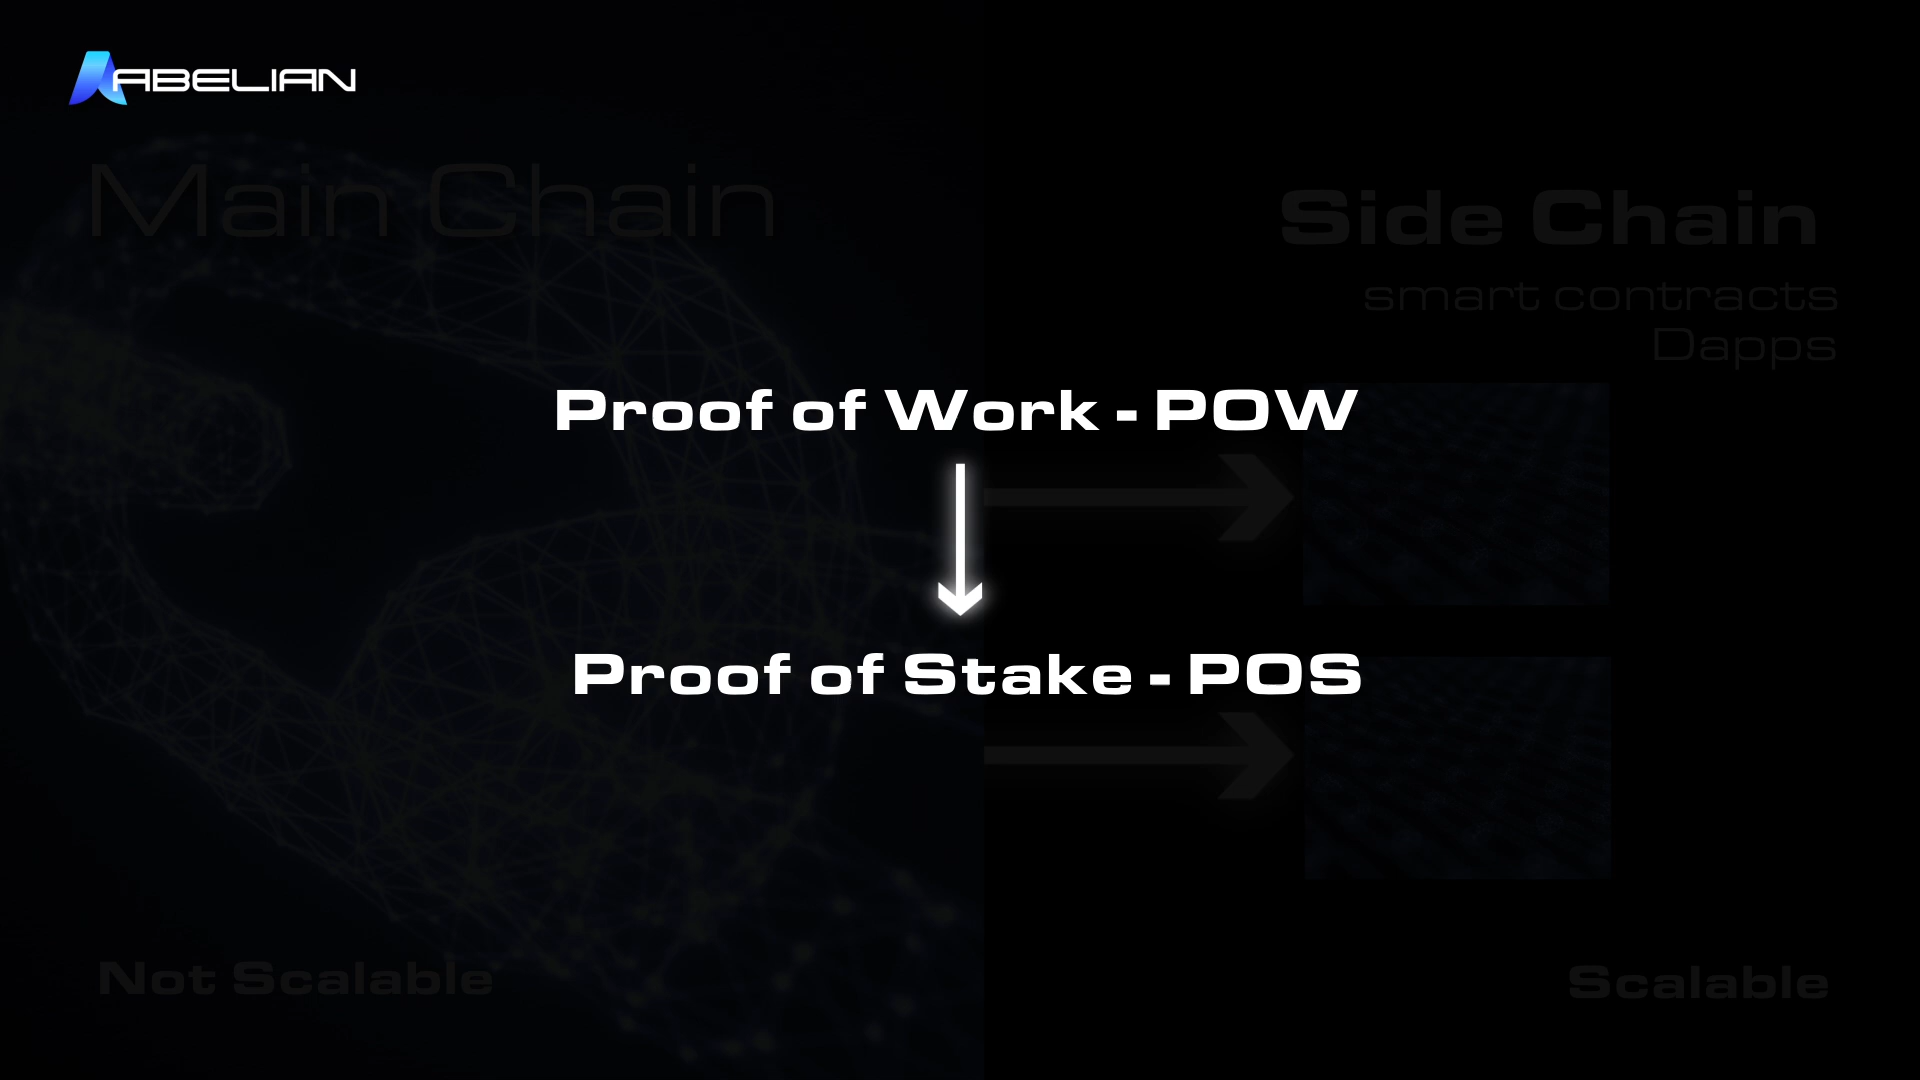 ABELIAN
Main Chain
Side Chain
smart contracts
Dapps
Proof of Work - POW
Proof of Stake - POS
Not Scalable
Scalable